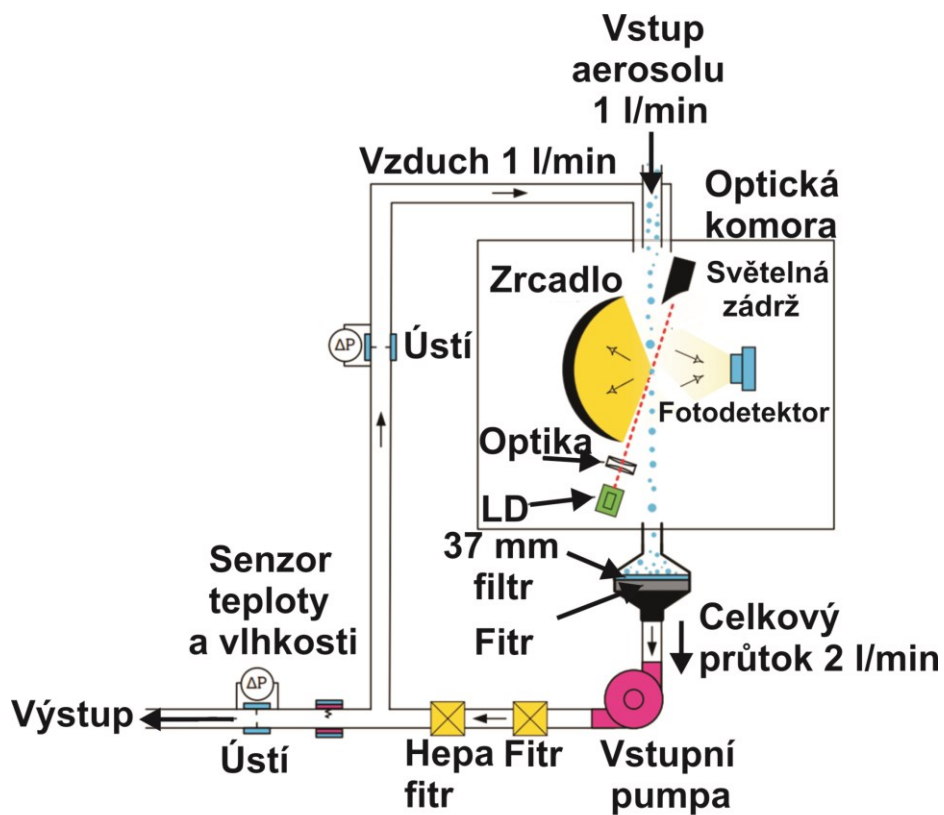 Vstup
aerosolu
1 l/min
Vzduch 1 l/min
Optická
komora
Zrcadlo
Světelná
zádrž
ΔP
Ústí
Fotodetektor
Optika
LD
37 mm
filtr
Fitr
Senzor
teploty
a vlhkosti
Celkový
průtok 2 l/min
ΔP
Výstup
Ústí
Hepa
fitr
Fitr
Vstupní
pumpa